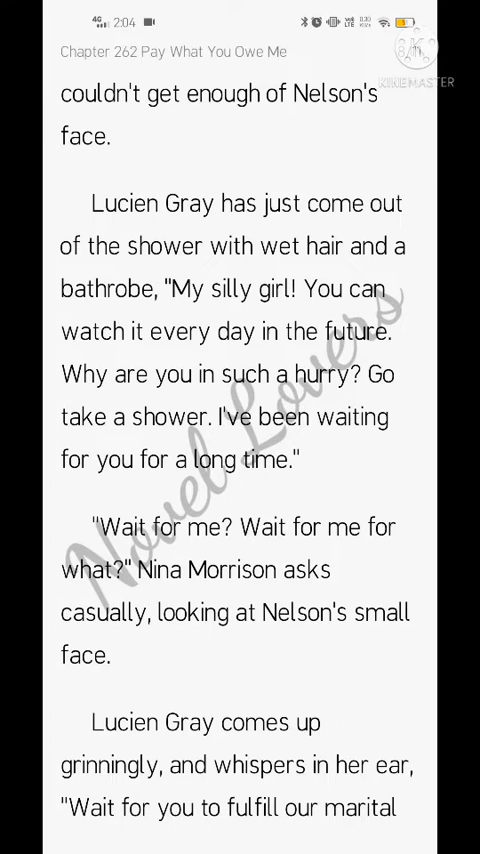 4G 2:04
Chapter 262 Pay What You Owe Me
KINEMASTER
couldn't get enough of Nelson's
face.
Lucien Gray has just come out
of the shower with wet hair and a
bathrobe, "My silly girl! You can
watch it every day in the future.
Why are you in such a hurry? Go
take a shower. I've been waiting
for you for a long time."
"Wait for me? Wait for me for
what?" Nina Morrison asks
casually, looking at Nelson's small
face.
Lucien Gray comes up
grinningly, and whispers in her ear,
"Wait for you to fulfill our marital
Novel Lovers